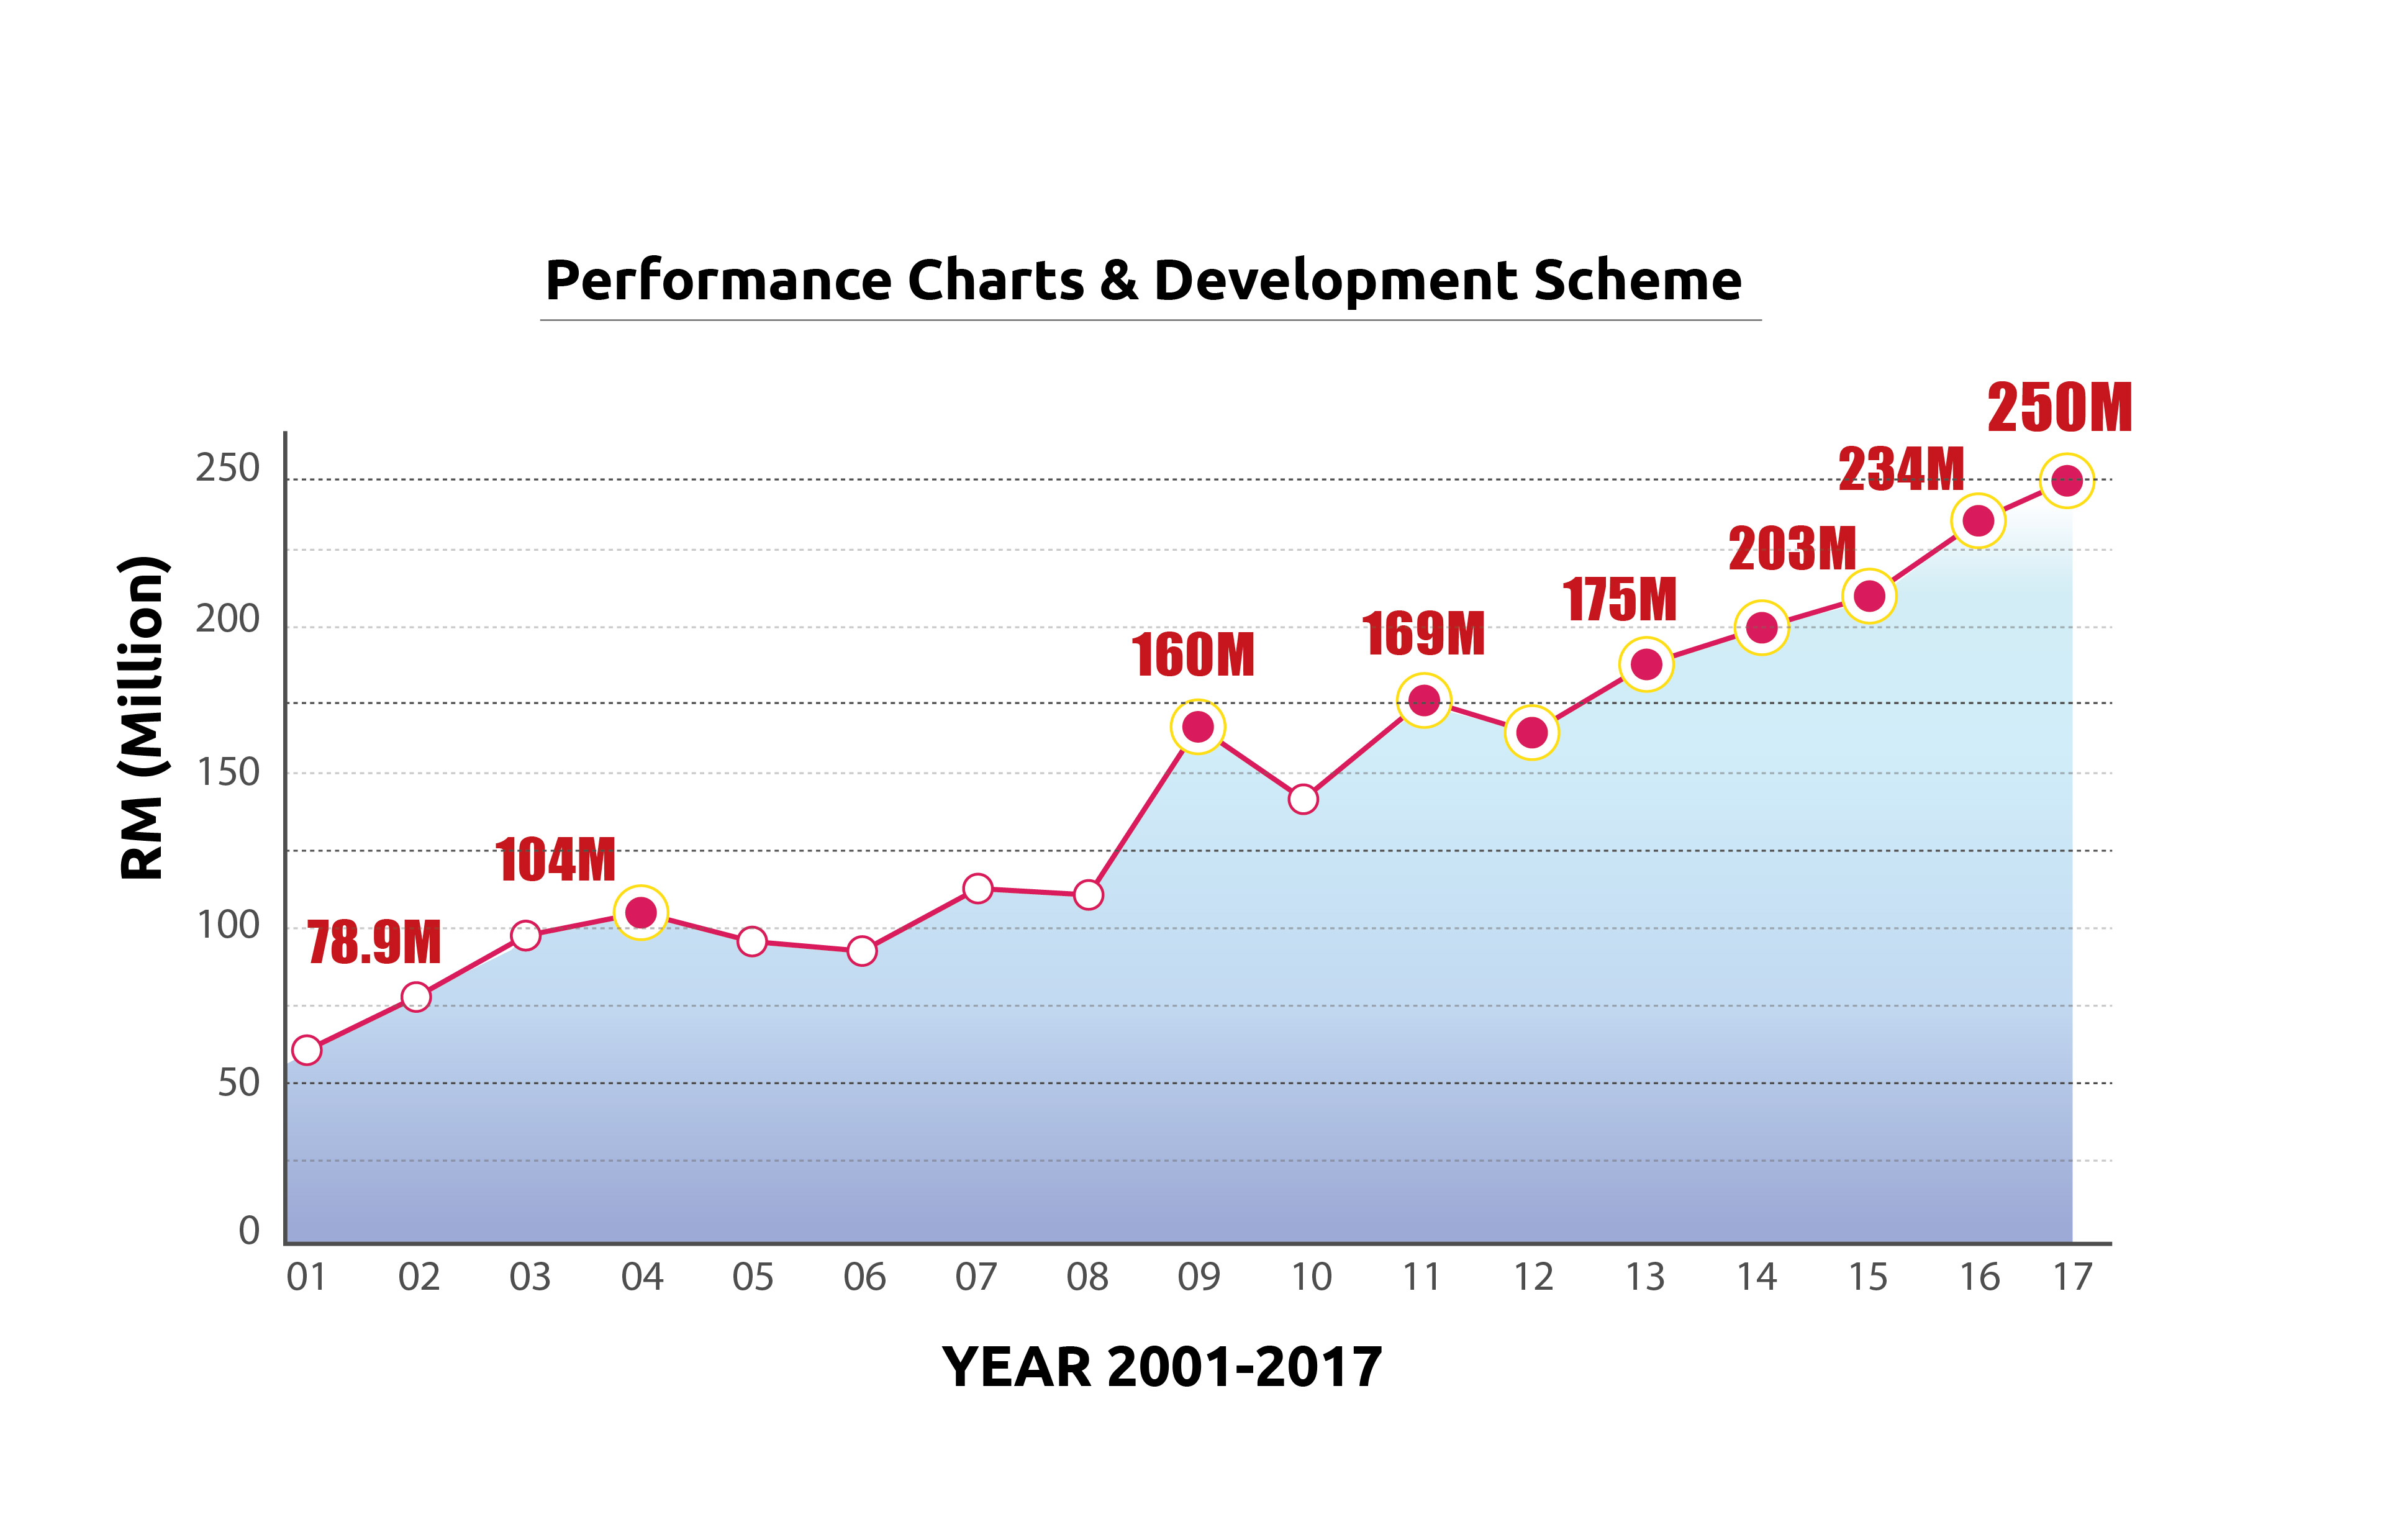 Performance Charts & Development Scheme
RM (Million)
250
200
150
100
50
0
78.9M
104M
160M
169M
175M
203M
234M
250M
01 02 03 04 05 06 07 08 09 10 11 12 13 14 15 16 17
YEAR 2001-2017